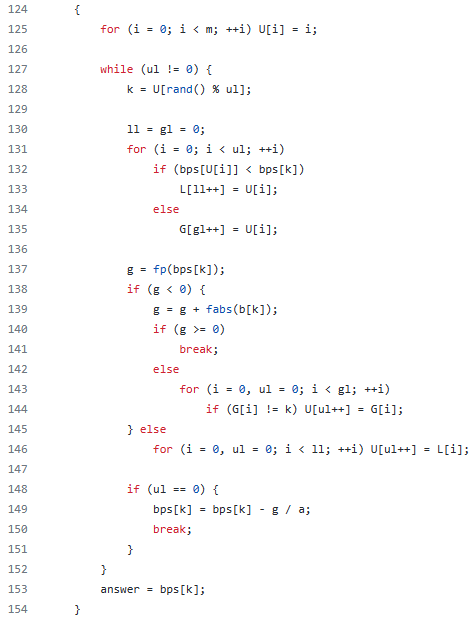 124 {
125 for (i = 0; i < m; ++i) U[i] = i;
126
127 while (ul != 0) {
128 k = U[rand() % ul];
129
130 ll = gl = 0;
131 for (i = 0; i < ul; ++i)
132 if (bps[U[i]] < bps[k])
133 L[ll++] = U[i];
134 else
135 G[gl++] = U[i];
136
137 g = fp(bps[k]);
138 if (g < 0) {
139 g = g + fabs(b[k]);
140 if (g >= 0)
141 break;
142 else
143 for (i = 0, ul = 0; i < gl; ++i)
144 if (G[i] != k) U[ul++] = G[i];
145 } else
146 for (i = 0, ul = 0; i < ll; ++i) U[ul++] = L[i];
147
148 if (ul == 0) {
149 bps[k] = bps[k] - g / a;
150 break;
151 }
152 }
153 answer = bps[k];
154 }